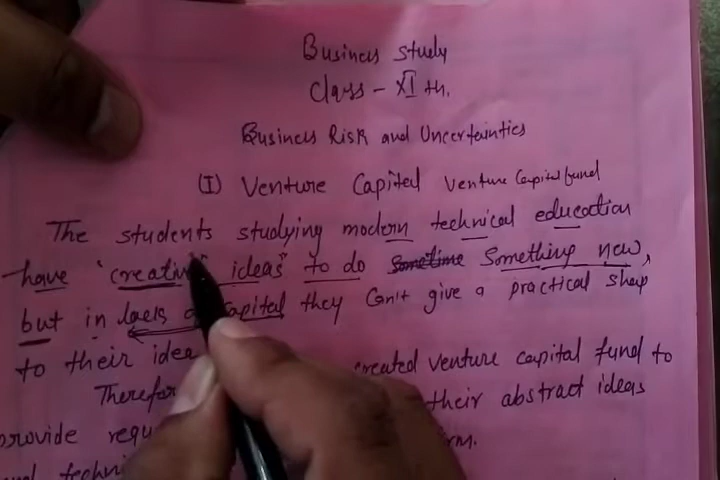 Business Study
Class - XI th.
Business Risk and Uncertainties
(I) Venture Capital Venture Capital fund
The students studying modern technical education
have "creative ideas" to do Sometime Something new,
but in lack capital they Can't give a practical shap
to their idea created venture capital fund to
Therefor their abstract ideas
provide requ rm.
techni